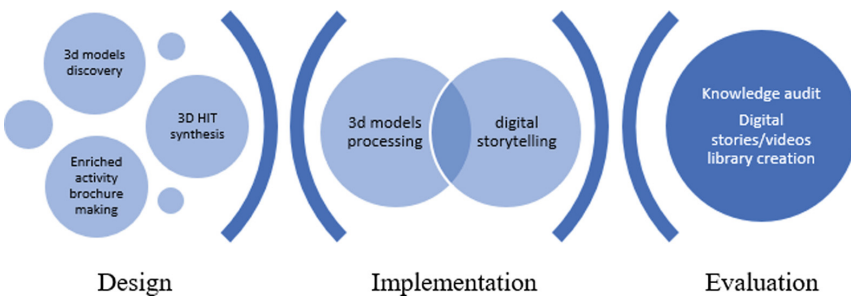 3d models
discovery
3D HIT
synthesis
Enriched
activity
brochure
making
3d models
processing
digital
storytelling
Knowledge audit
Digital
stories/videos
library creation
Design
Implementation
Evaluation